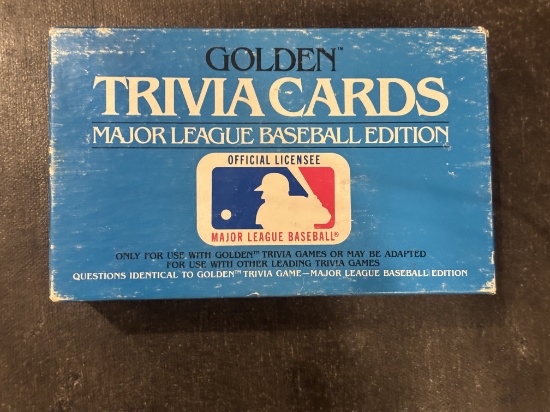 GOLDEN™
TRIVIA CARDS
MAJOR LEAGUE BASEBALL EDITION
OFFICIAL LICENSEE
MAJOR LEAGUE BASEBALL®
ONLY FOR USE WITH GOLDEN™ TRIVIA GAMES OR MAY BE ADAPTED
FOR USE WITH OTHER LEADING TRIVIA GAMES
QUESTIONS IDENTICAL TO GOLDEN™ TRIVIA GAME—MAJOR LEAGUE BASEBALL EDITION